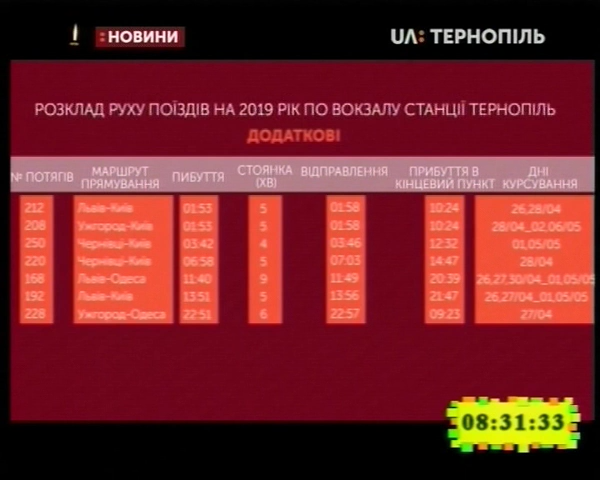 :НОВИНИ
UA: ТЕРНОПІЛЬ
РОЗКЛАД РУХУ ПОЇЗДІВ НА 2019 РІК ПО ВОКЗАЛУ СТАНЦІЇ ТЕРНОПІЛЬ
ДОДАТКОВІ
№ ПОТЯГІВ МАРШРУТ ПРЯМУВАННЯ ПИБУТТЯ СТОЯНКА (ХВ) ВІДПРАВЛЕННЯ ПРИБУТТЯ В КІНЦЕВИЙ ПУНКТ ДНІ КУРСУВАННЯ
212 Львів-Київ 01:53 5 01:58 10:24 26,28/04
208 Ужгород-Київ 01:53 5 01:58 10:24 28/04_02,06/05
250 Чернівці-Київ 03:42 4 03:46 12:32 01,05/05
220 Чернівці-Київ 06:58 5 07:03 14:47 28/04
168 Львів-Одеса 11:40 9 11:49 20:39 26,27,30/04_01,05/05
192 Львів-Київ 13:51 5 13:56 21:47 26,27/04_01,05/05
228 Ужгород-Одеса 22:51 6 22:57 09:23 27/04
08:31:33